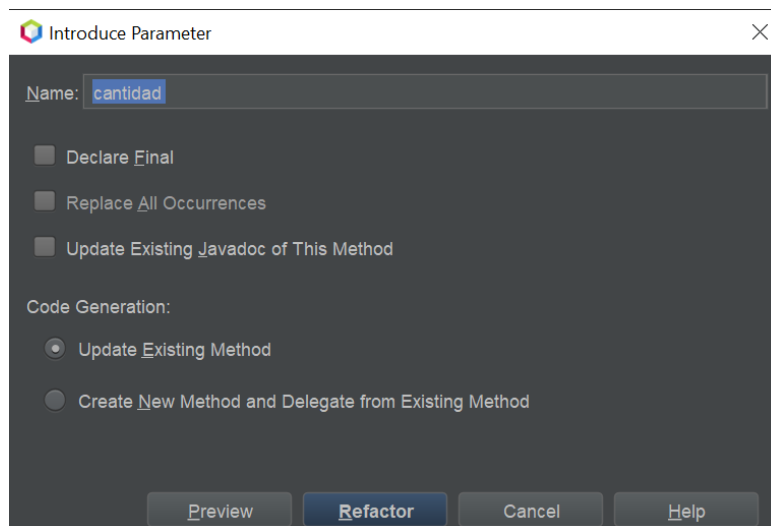 Introduce Parameter
Name: cantidad
Declare Final
Replace All Occurrences
Update Existing Javadoc of This Method
Code Generation:
Update Existing Method
Create New Method and Delegate from Existing Method
Preview Refactor Cancel Help